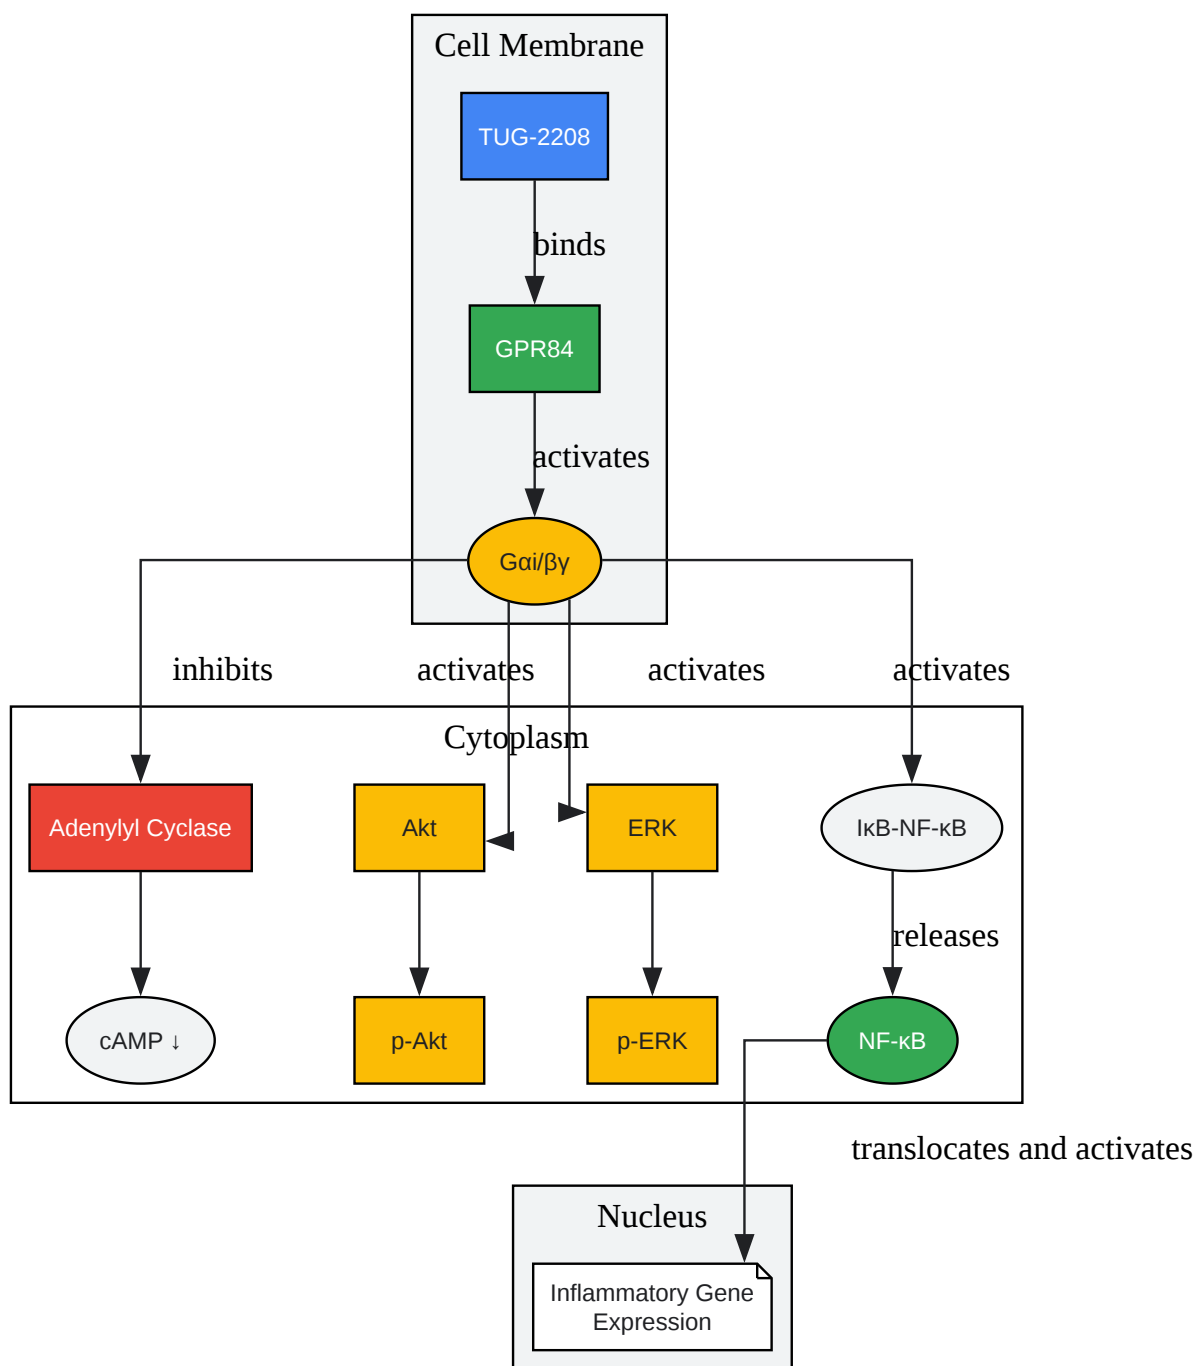 Cell Membrane
TUG-2208
binds
GPR84
activates
Gαi/βγ
inhibits
activates
activates
activates
Cytoplasm
Adenylyl Cyclase
Akt
ERK
IκB-NF-κB
releases
cAMP ↓
p-Akt
p-ERK
NF-κB
translocates and activates
Nucleus
Inflammatory Gene
Expression